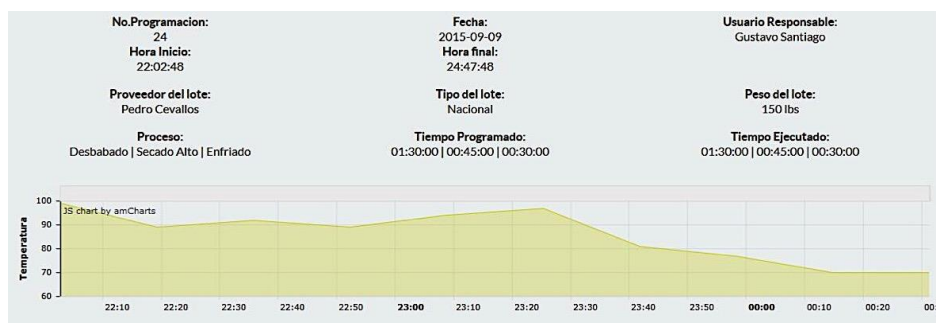 No.Programacion:
24
Hora Inicio:
22:02:48
Fecha:
2015-09-09
Hora final:
24:47:48
Usuario Responsable:
Gustavo Santiago
Proveedor del lote:
Pedro Cevallos
Tipo del lote:
Nacional
Peso del lote:
150 lbs
Proceso:
Desbabado | Secado Alto | Enfriado
Tiempo Programado:
01:30:00 | 00:45:00 | 00:30:00
Tiempo Ejecutado:
01:30:00 | 00:45:00 | 00:30:00
JS chart by amCharts
Temperatura
100
90
80
70
60
22:10 22:20 22:30 22:40 22:50 23:00 23:10 23:20 23:30 23:40 23:50 00:00 00:10 00:20 00: